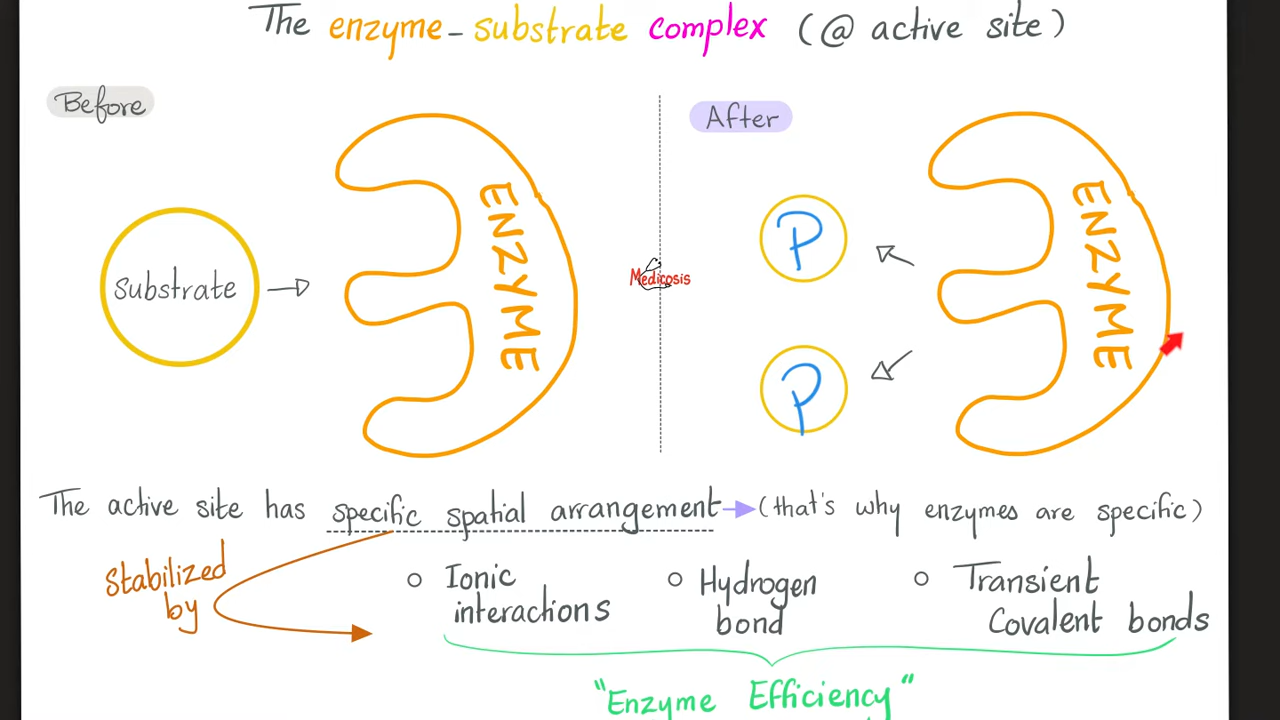 The enzyme-substrate complex (@ active site)
Before
After
substrate
ENZYME
Medicosis
P
P
ENZYME
The active site has specific spatial arrangement → (that's why enzymes are specific)
Stabilized
by
○ Ionic
interactions
○ Hydrogen
bond
○ Transient
Covalent bonds
"Enzyme Efficiency"